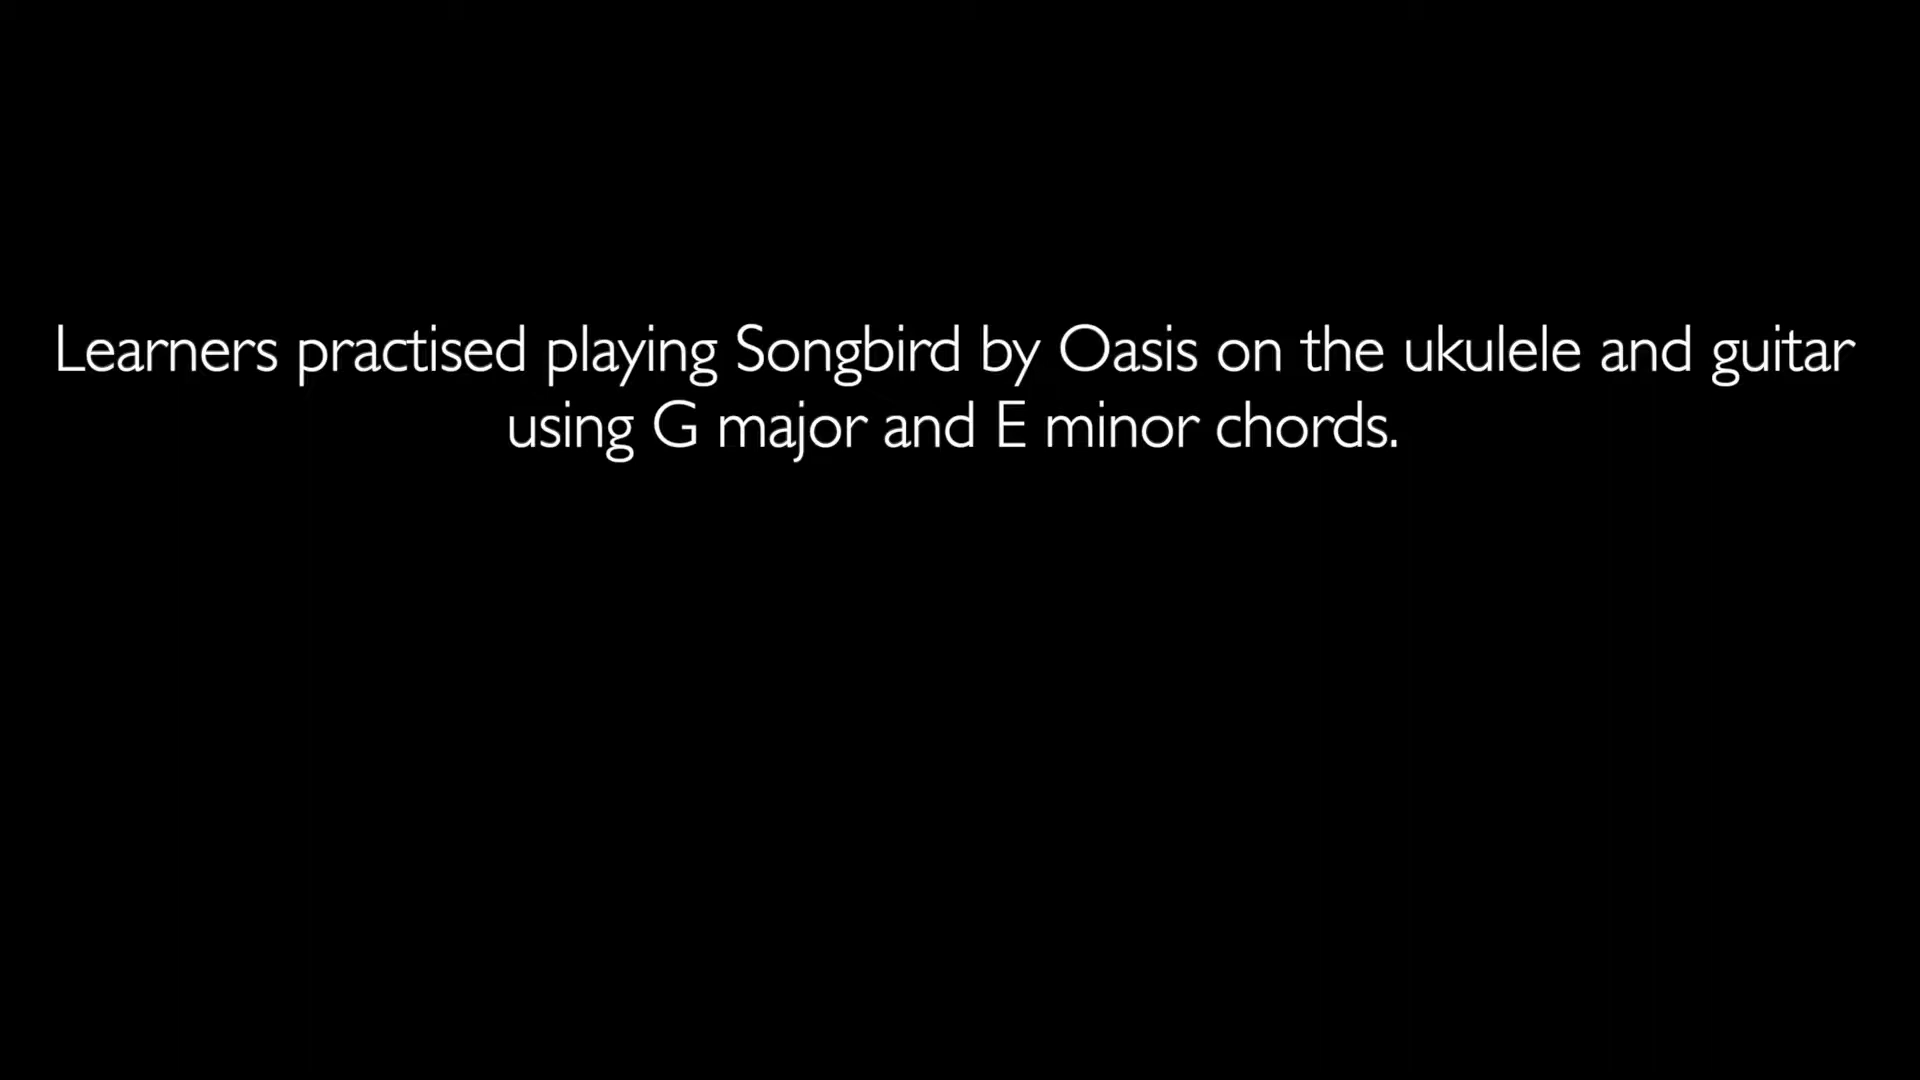 Learners practised playing Songbird by Oasis on the ukulele and guitar
using G major and E minor chords.